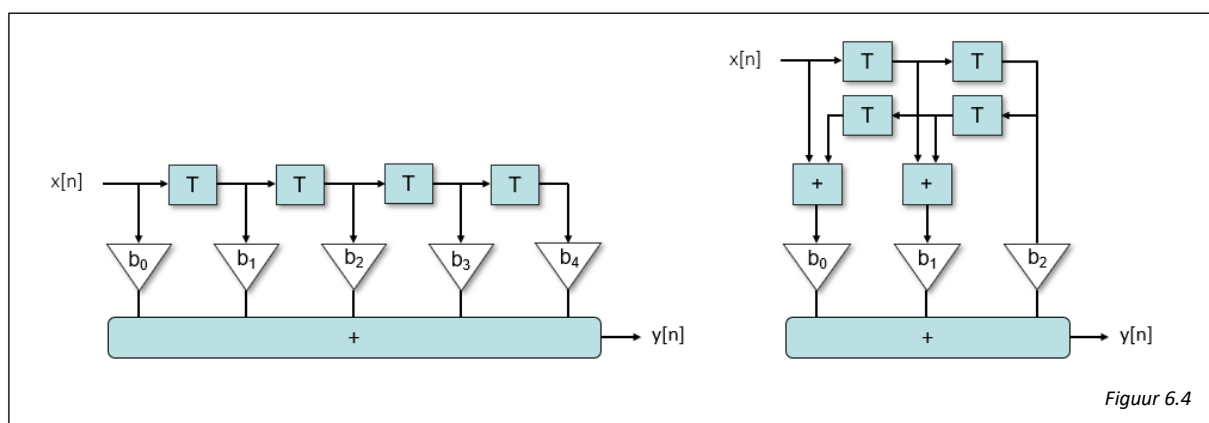 x[n] T T T T
b₀ b₁ b₂ b₃ b₄
+ y[n]
x[n] T T
T T
+ +
b₀ b₁ b₂
+ y[n]
Figuur 6.4